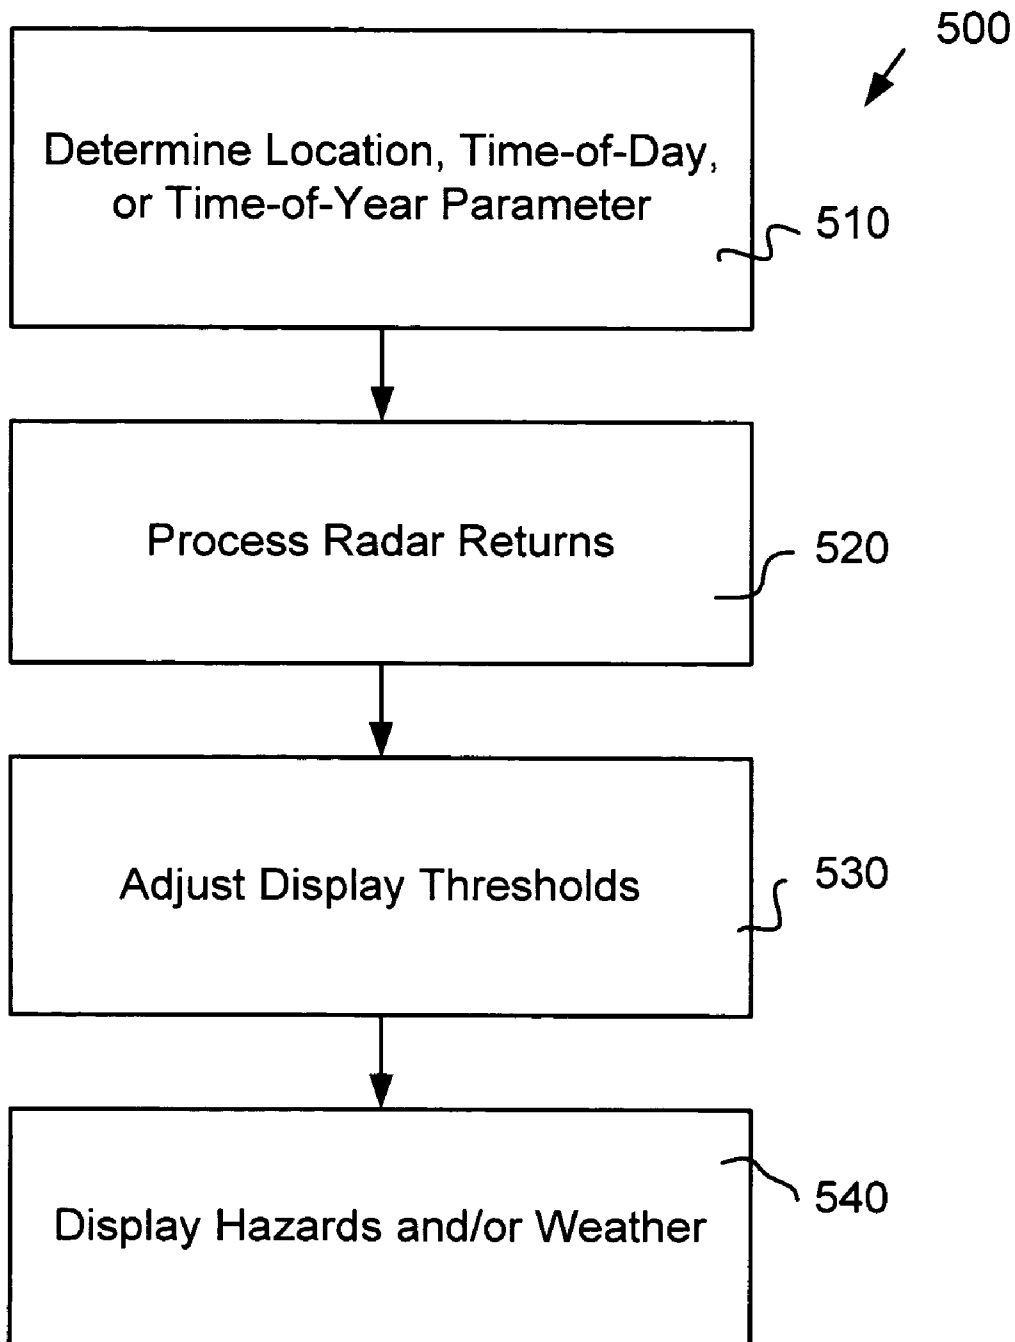 500
Determine Location, Time-of-Day,
or Time-of-Year Parameter
510
Process Radar Returns
520
Adjust Display Thresholds
530
Display Hazards and/or Weather
540